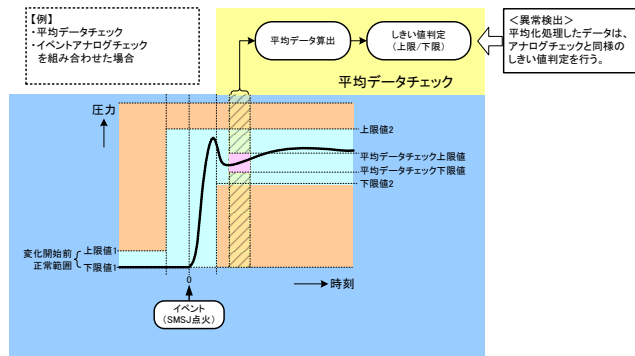 【例】
・平均データチェック
・イベントアナログチェック
を組み合わせた場合
平均データ算出
しきい値判定
(上限/下限)
＜異常検出＞
平均化処理したデータは、
アナログチェックと同様の
しきい値判定を行う。
平均データチェック
圧力
上限値2
平均データチェック上限値
平均データチェック下限値
下限値2
変化開始前
正常範囲
上限値1
下限値1
0
時刻
イベント
(SMSJ点火)